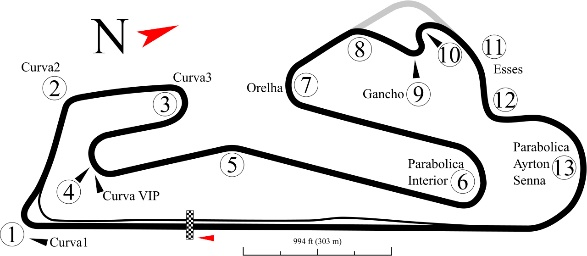 N
8
10
11
Esses
Curva2
2
Curva3
3
Orelha
7
Gancho
9
12
Parabolica
Ayrton
Senna
13
Parabolica
Interior
6
5
4
Curva VIP
1
Curva1
994 ft (303 m)